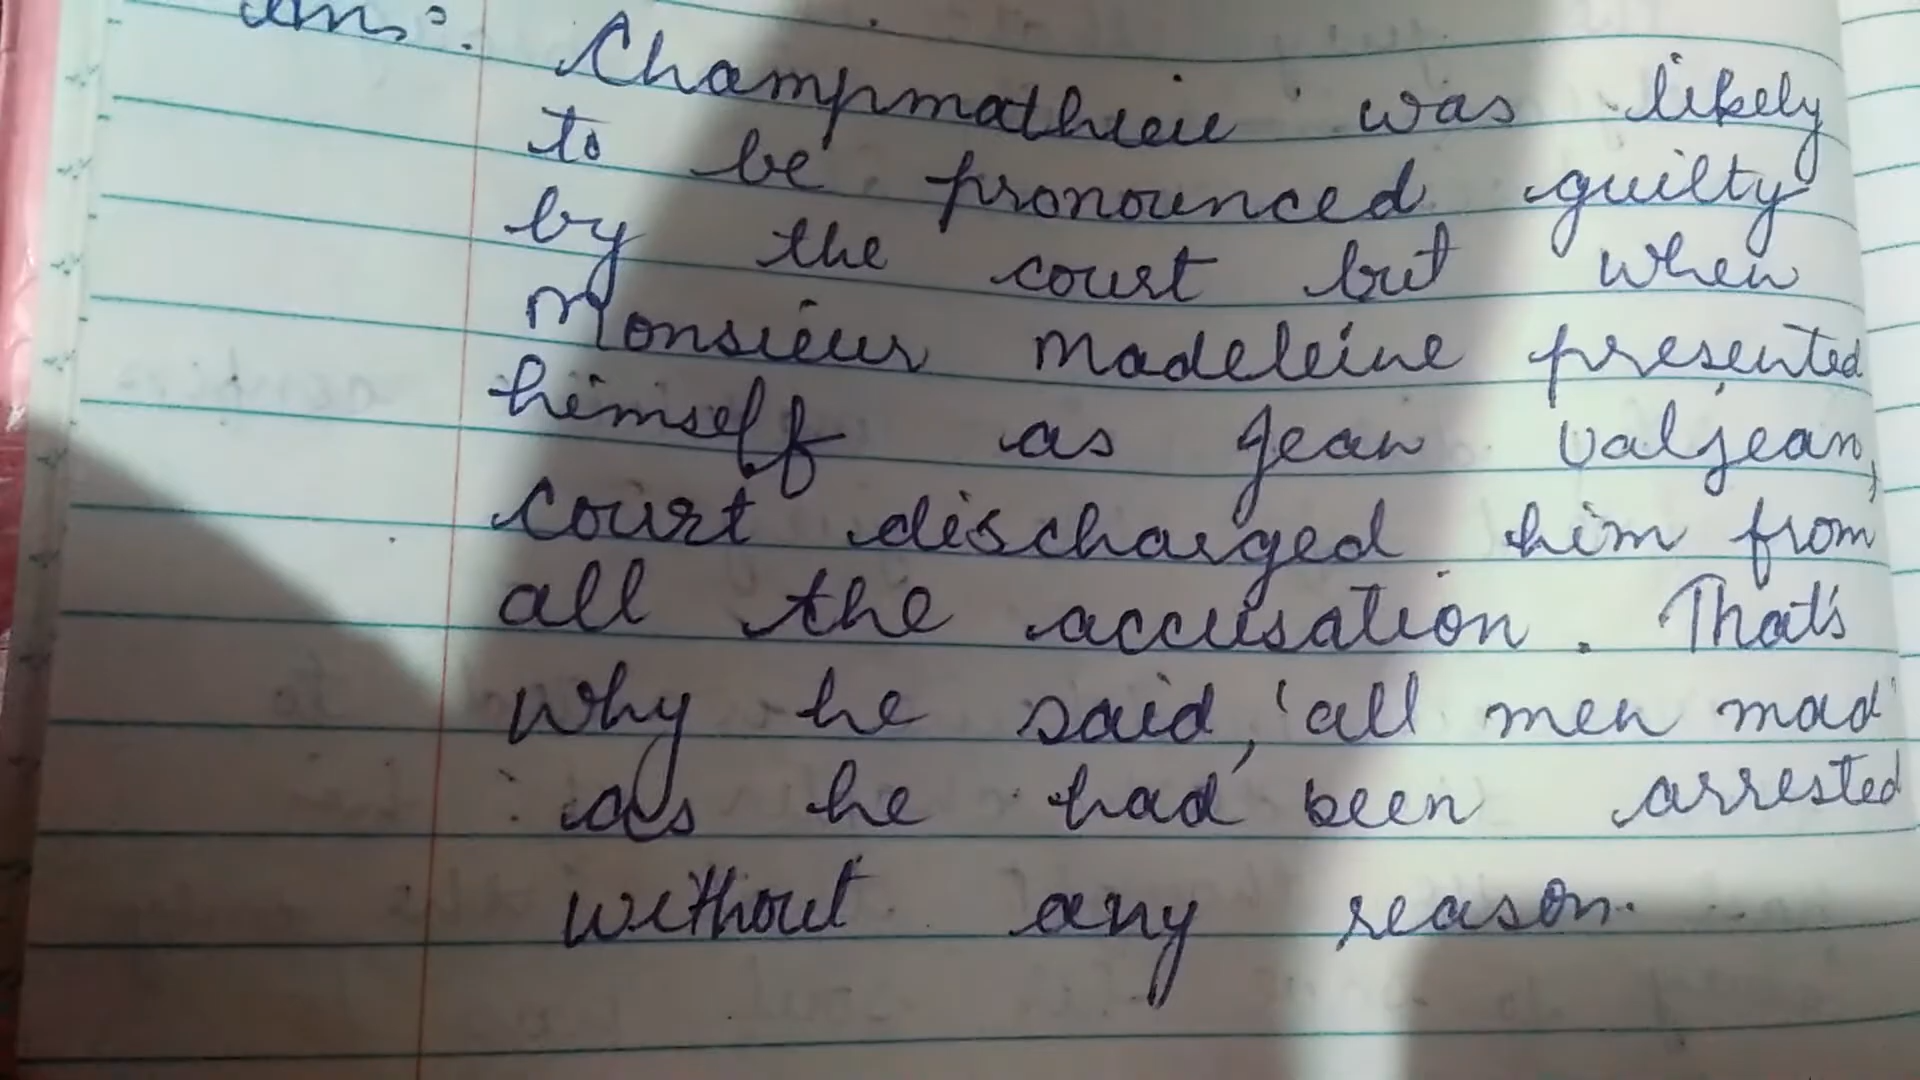 Ans:
Champmathieu was likely
to be pronounced guilty
by the court but when
Monsieur Madeleine presented
himself as Jean Valjean,
court discharged him from
all the accusation. That's
why he said, 'all men mad'
as he had been arrested
without any reason.